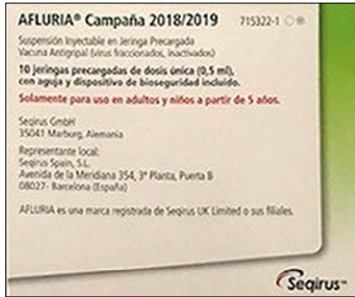 AFLURIA® Campaña 2018/2019 715322-1
Suspensión Inyectable en Jeringa Precargada
Vacuna Antigripal (virus fraccionados, inactivados)
10 jeringas precargadas de dosis única (0,5 ml),
con aguja y dispositivo de bioseguridad incluido.
Solamente para uso en adultos y niños a partir de 5 años.
Seqirus GmbH
35041 Marburg, Alemania
Representante local:
Seqirus Spain, S.L.
Avenida de la Meridiana 354, 3ª Planta, Puerta B
08027- Barcelona (España)
AFLURIA es una marca registrada de Seqirus UK Limited o sus filiales.
Seqirus™